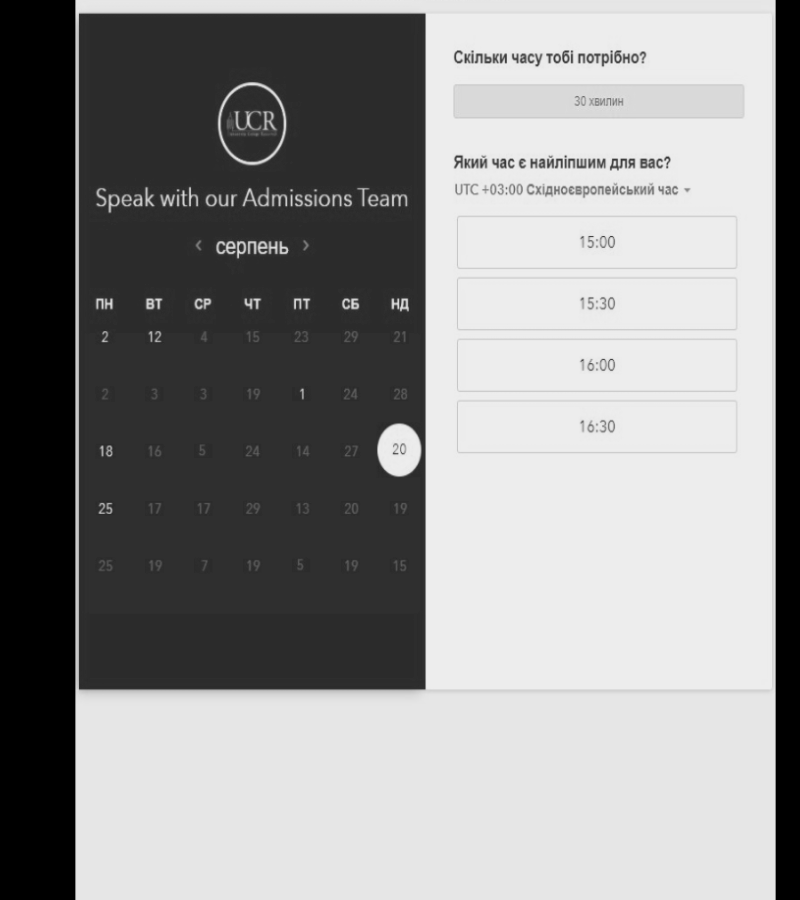 UCR
Speak with our Admissions Team
‹ серпень ›
ПН ВТ СР ЧТ ПТ СБ НД
2 12 4 15 23 29 21
2 3 3 19 1 24 28
18 16 5 24 14 27 20
25 17 17 29 13 20 19
25 19 7 19 5 19 15
Скільки часу тобі потрібно?
30 хвилин
Який час є найліпшим для вас?
UTC +03:00 Східноєвропейський час
15:00
15:30
16:00
16:30